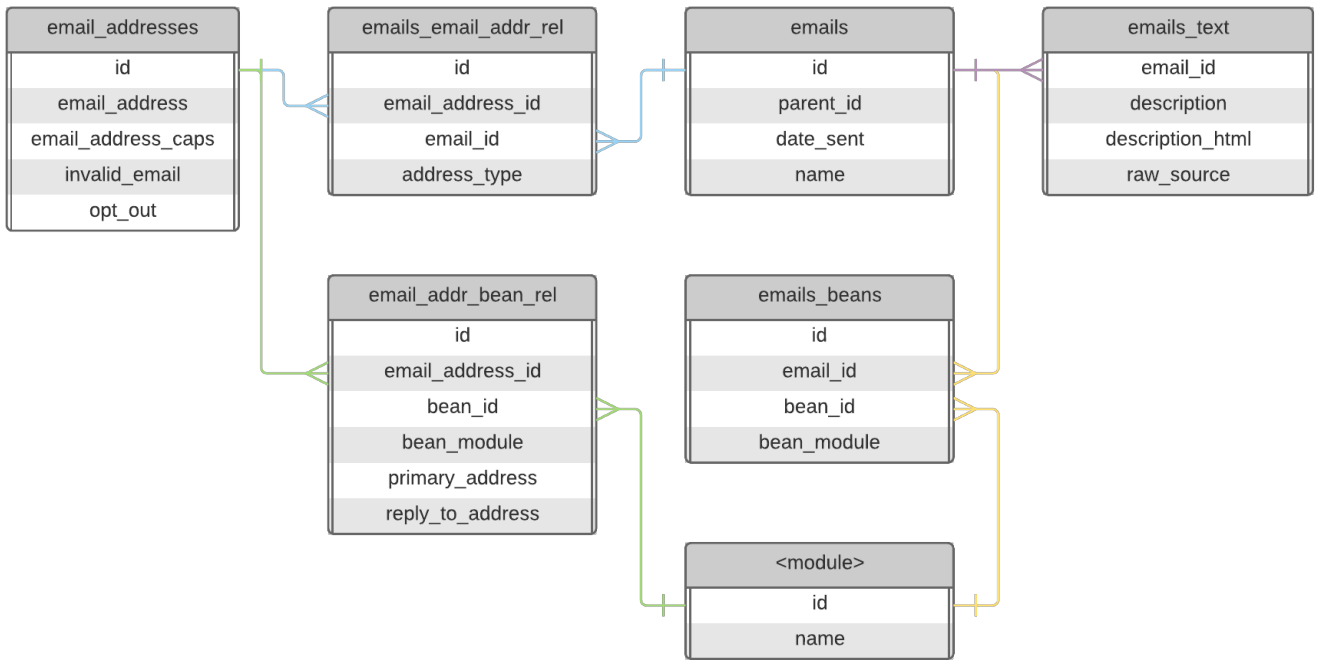 email_addresses
id
email_address
email_address_caps
invalid_email
opt_out
emails_email_addr_rel
id
email_address_id
email_id
address_type
emails
id
parent_id
date_sent
name
emails_text
email_id
description
description_html
raw_source
email_addr_bean_rel
id
email_address_id
bean_id
bean_module
primary_address
reply_to_address
emails_beans
id
email_id
bean_id
bean_module
<module>
id
name